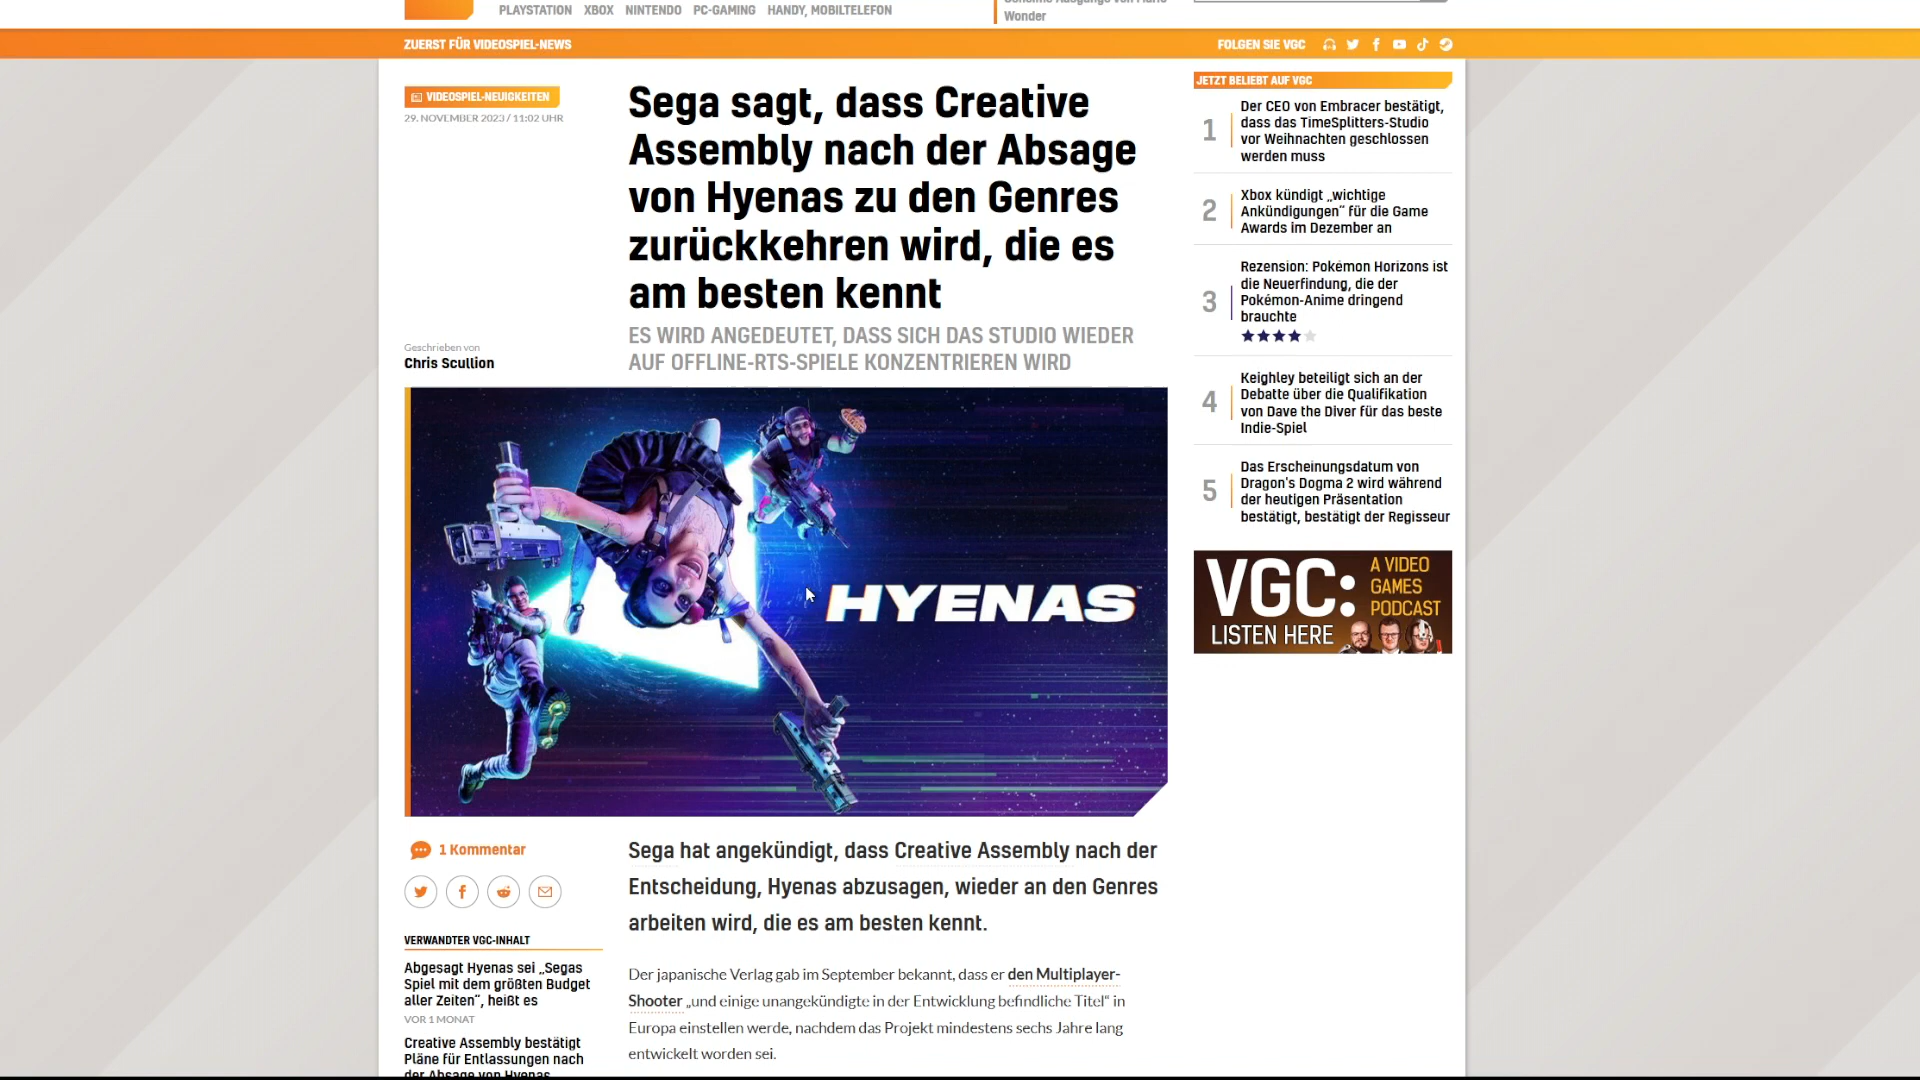 PLAYSTATION XBOX NINTENDO PC-GAMING HANDY, MOBILTELEFON
Wonder
ZUERST FÜR VIDEOSPIEL-NEWS
FOLGEN SIE VGC
VIDEOSPIEL-NEUIGKEITEN
29. NOVEMBER 2023 / 11:02 UHR
Sega sagt, dass Creative
Assembly nach der Absage
von Hyenas zu den Genres
zurückkehren wird, die es
am besten kennt
ES WIRD ANGEDEUTET, DASS SICH DAS STUDIO WIEDER
AUF OFFLINE-RTS-SPIELE KONZENTRIEREN WIRD
Geschrieben von
Chris Scullion
HYENAS
1 Kommentar
VERWANDTER VGC-INHALT
Abgesagt Hyenas sei „Segas
Spiel mit dem größten Budget
aller Zeiten“, heißt es
VOR 1 MONAT
Creative Assembly bestätigt
Pläne für Entlassungen nach
der Absage von Hyenas
Sega hat angekündigt, dass Creative Assembly nach der
Entscheidung, Hyenas abzusagen, wieder an den Genres
arbeiten wird, die es am besten kennt.
Der japanische Verlag gab im September bekannt, dass er den Multiplayer-
Shooter „und einige unangekündigte in der Entwicklung befindliche Titel“ in
Europa einstellen werde, nachdem das Projekt mindestens sechs Jahre lang
entwickelt worden sei.
JETZT BELIEBT AUF VGC
1
Der CEO von Embracer bestätigt,
dass das TimeSplitters-Studio
vor Weihnachten geschlossen
werden muss
2
Xbox kündigt „wichtige
Ankündigungen“ für die Game
Awards im Dezember an
3
Rezension: Pokémon Horizons ist
die Neuerfindung, die der
Pokémon-Anime dringend
brauchte
4
Keighley beteiligt sich an der
Debatte über die Qualifikation
von Dave the Diver für das beste
Indie-Spiel
5
Das Erscheinungsdatum von
Dragon's Dogma 2 wird während
der heutigen Präsentation
bestätigt, bestätigt der Regisseur
VGC:
A VIDEO
GAMES
PODCAST
LISTEN HERE